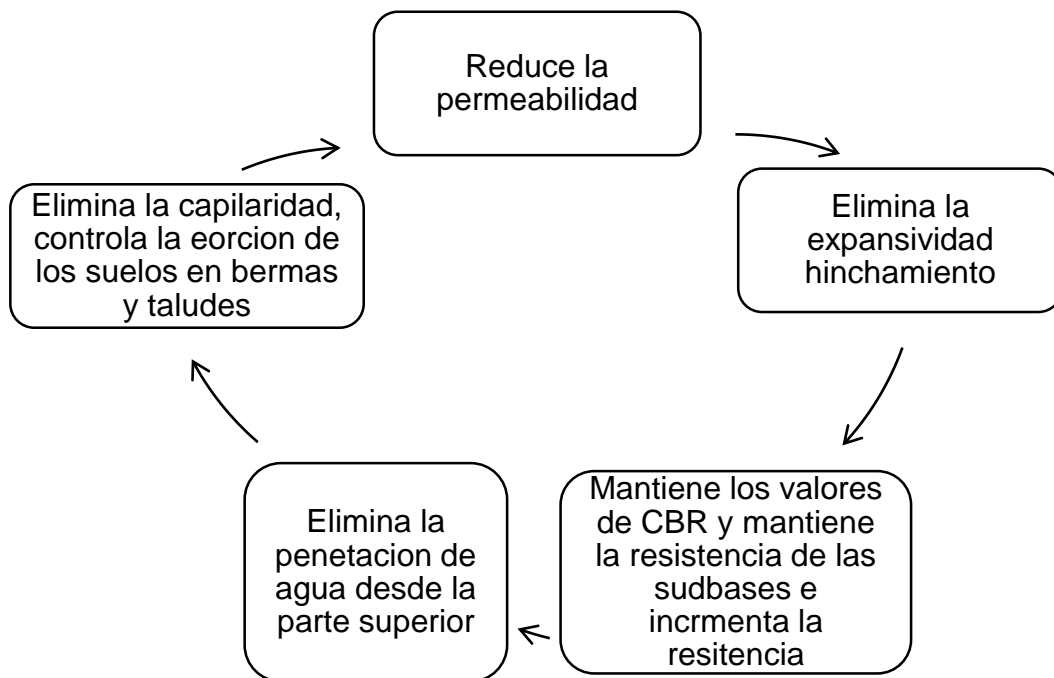 Reduce la
permeabilidad
Elimina la
expansividad
hinchamiento
Mantiene los valores
de CBR y mantiene
la resistencia de las
sudbases e
incrmenta la
resitencia
Elimina la
penetacion de
agua desde la
parte superior
Elimina la capilaridad,
controla la eorcion de
los suelos en bermas
y taludes